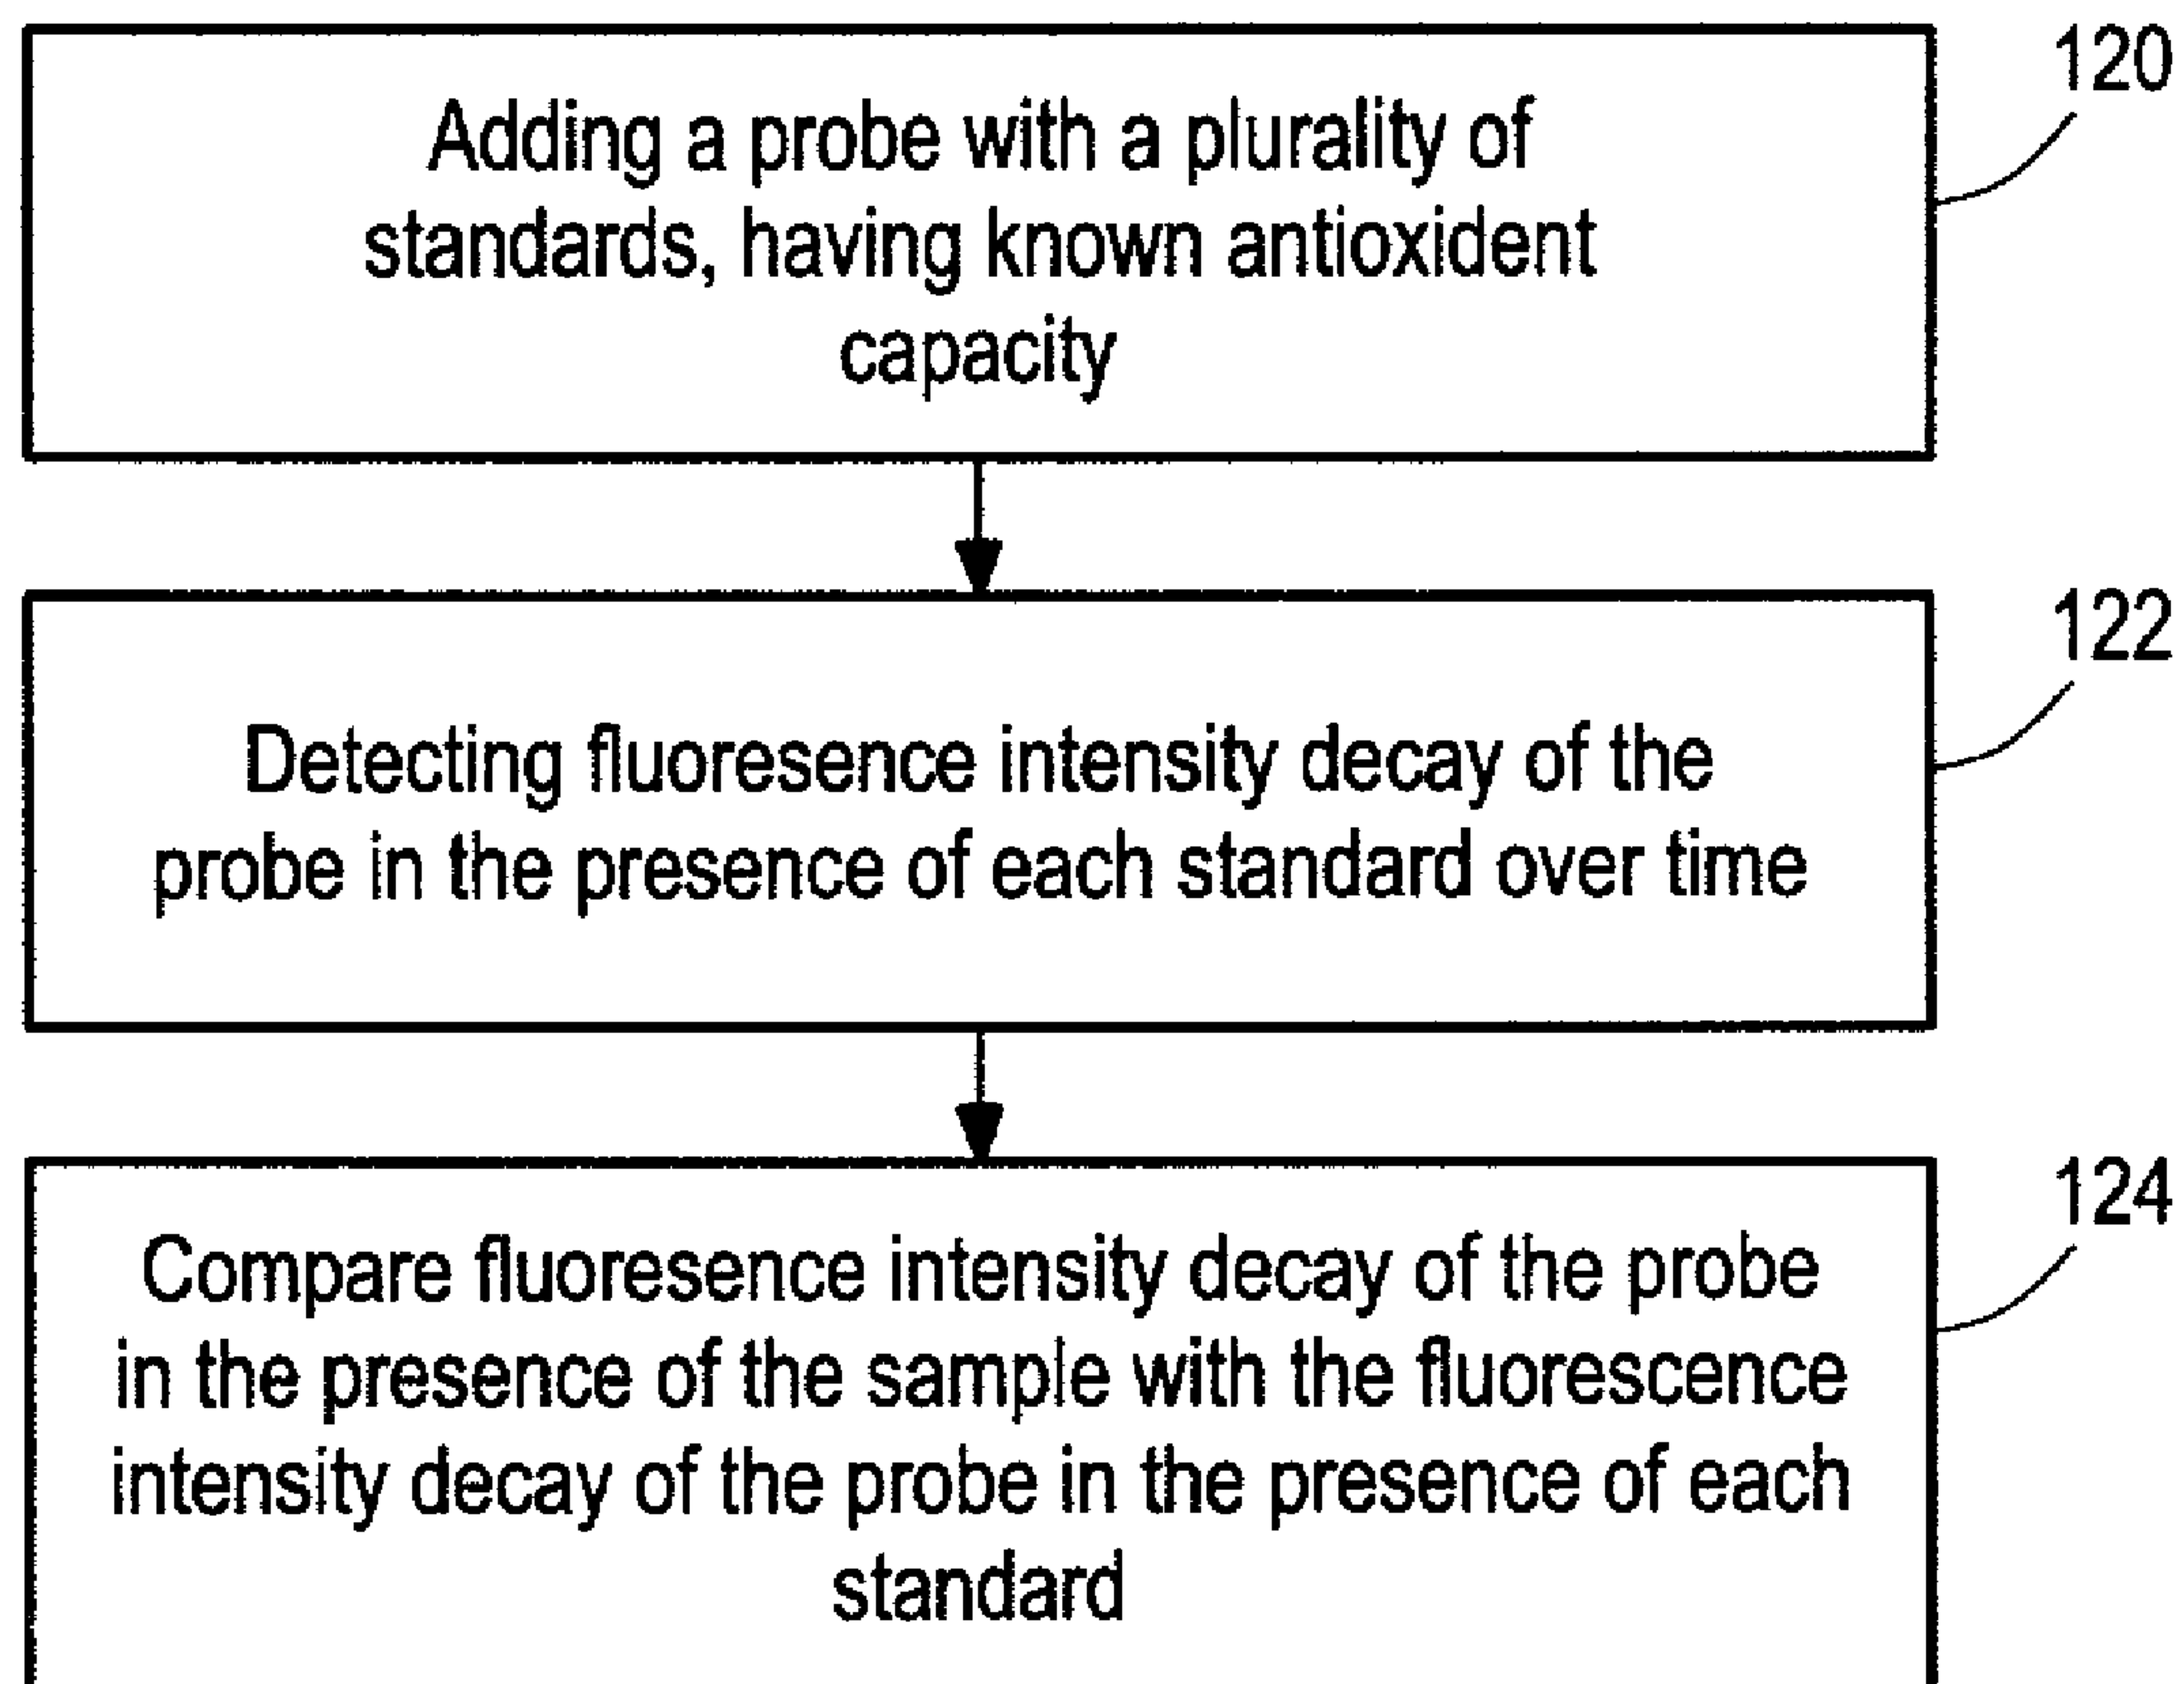 120
Adding a probe with a plurality of
standards, having known antioxident
capacity
122
Detecting fluoresence intensity decay of the
probe in the presence of each standard over time
124
Compare fluoresence intensity decay of the probe
in the presence of the sample with the fluorescence
intensity decay of the probe in the presence of each
standard